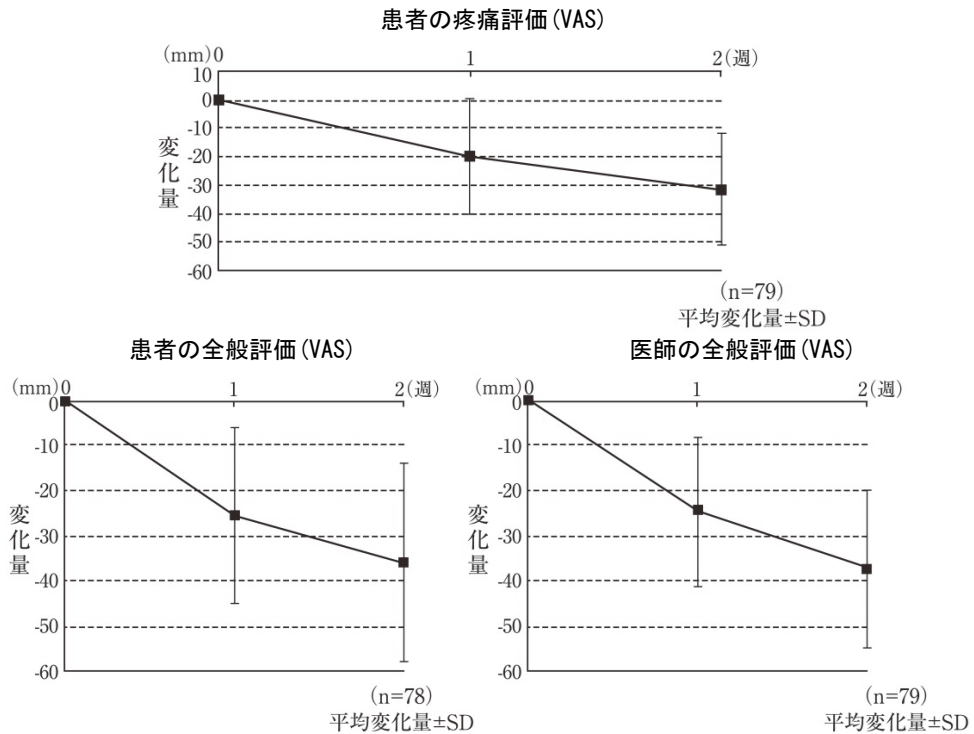 患者の疼痛評価(VAS)
(mm) 0 1 2(週)
10
0
-10
-20
-30
-40
-50
-60
変化量
(n=79)
平均変化量±SD
患者の全般評価(VAS)
(mm) 0 1 2(週)
0
-10
-20
-30
-40
-50
-60
変化量
(n=78)
平均変化量±SD
医師の全般評価(VAS)
(mm) 0 1 2(週)
0
-10
-20
-30
-40
-50
-60
変化量
(n=79)
平均変化量±SD